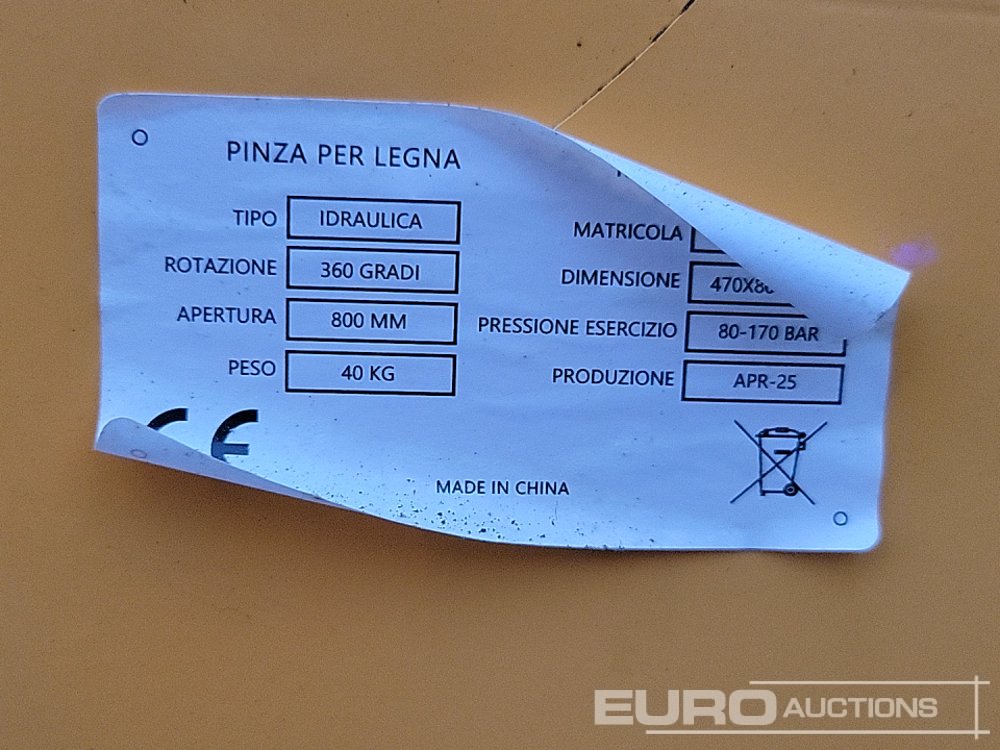 PINZA PER LEGNA
TIPO IDRAULICA
ROTAZIONE 360 GRADI
APERTURA 800 MM
PESO 40 KG
MATRICOLA
DIMENSIONE
PRESSIONE ESERCIZIO 80-170 BAR
PRODUZIONE APR-25
CE
MADE IN CHINA
EURO AUCTIONS